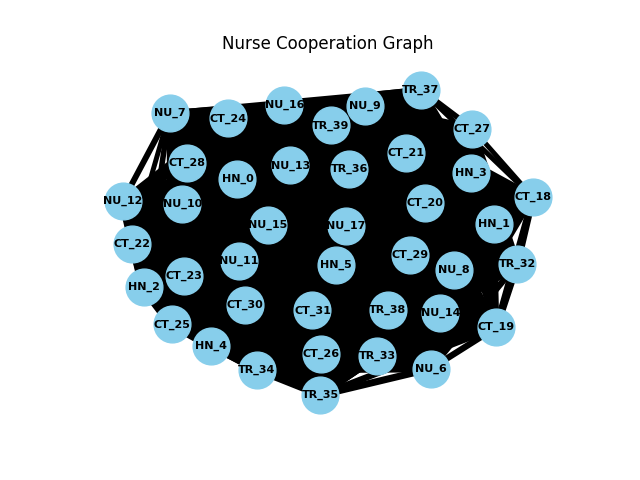 Nurse Cooperation Graph
TR_37
NU_16
NU_9
NU_7
CT_24
TR_39
CT_27
CT_21
CT_28
NU_13
TR_36
HN_3
HN_0
CT_18
NU_12
NU_10
CT_20
NU_15
NU_17
HN_1
CT_22
CT_29
NU_11
HN_5
TR_32
NU_8
CT_23
HN_2
CT_30
CT_31
TR_38
NU_14
CT_25
CT_19
HN_4
CT_26
TR_33
TR_34
NU_6
TR_35